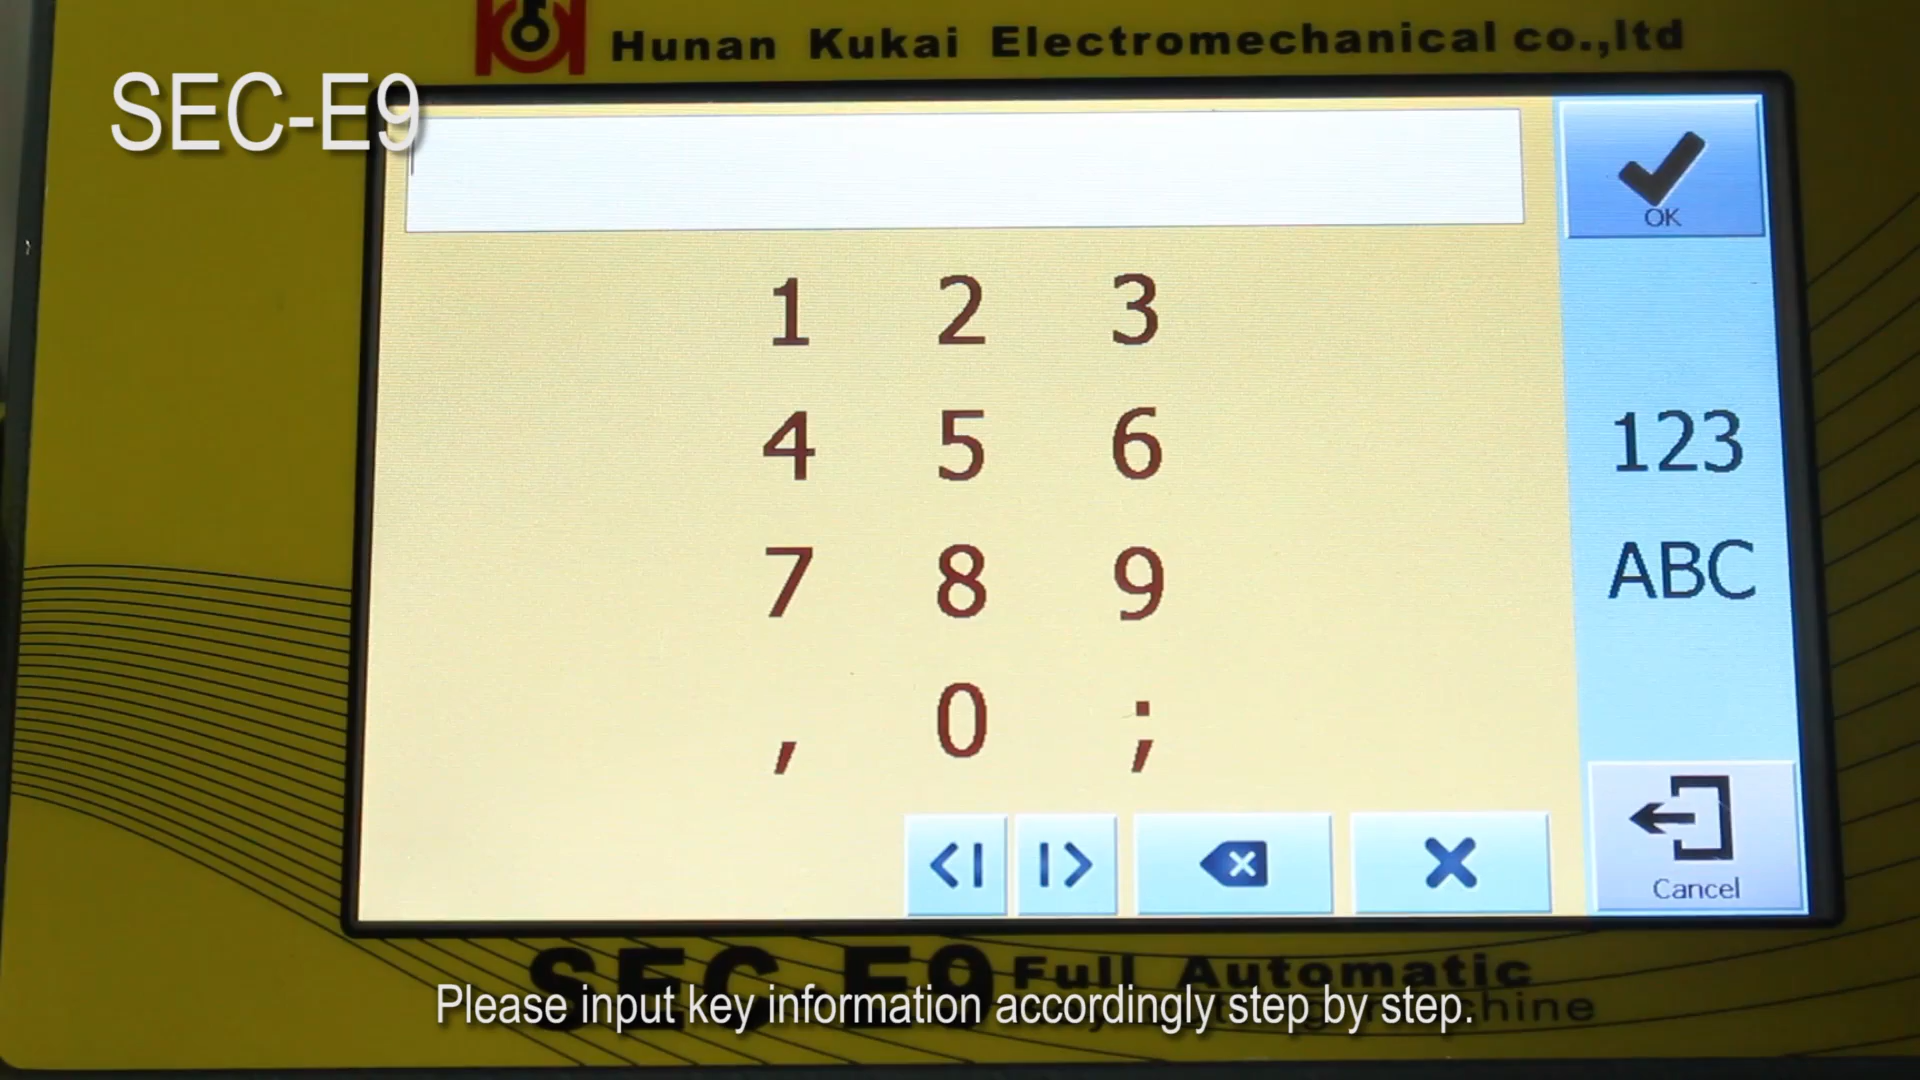 Hunan Kukai Electromechanical co.,ltd
SEC-E9
OK
1 2 3
4 5 6
7 8 9
, 0 ;
123
ABC
Cancel
SEC-E9 Full Automatic
Please input key information accordingly step by step.